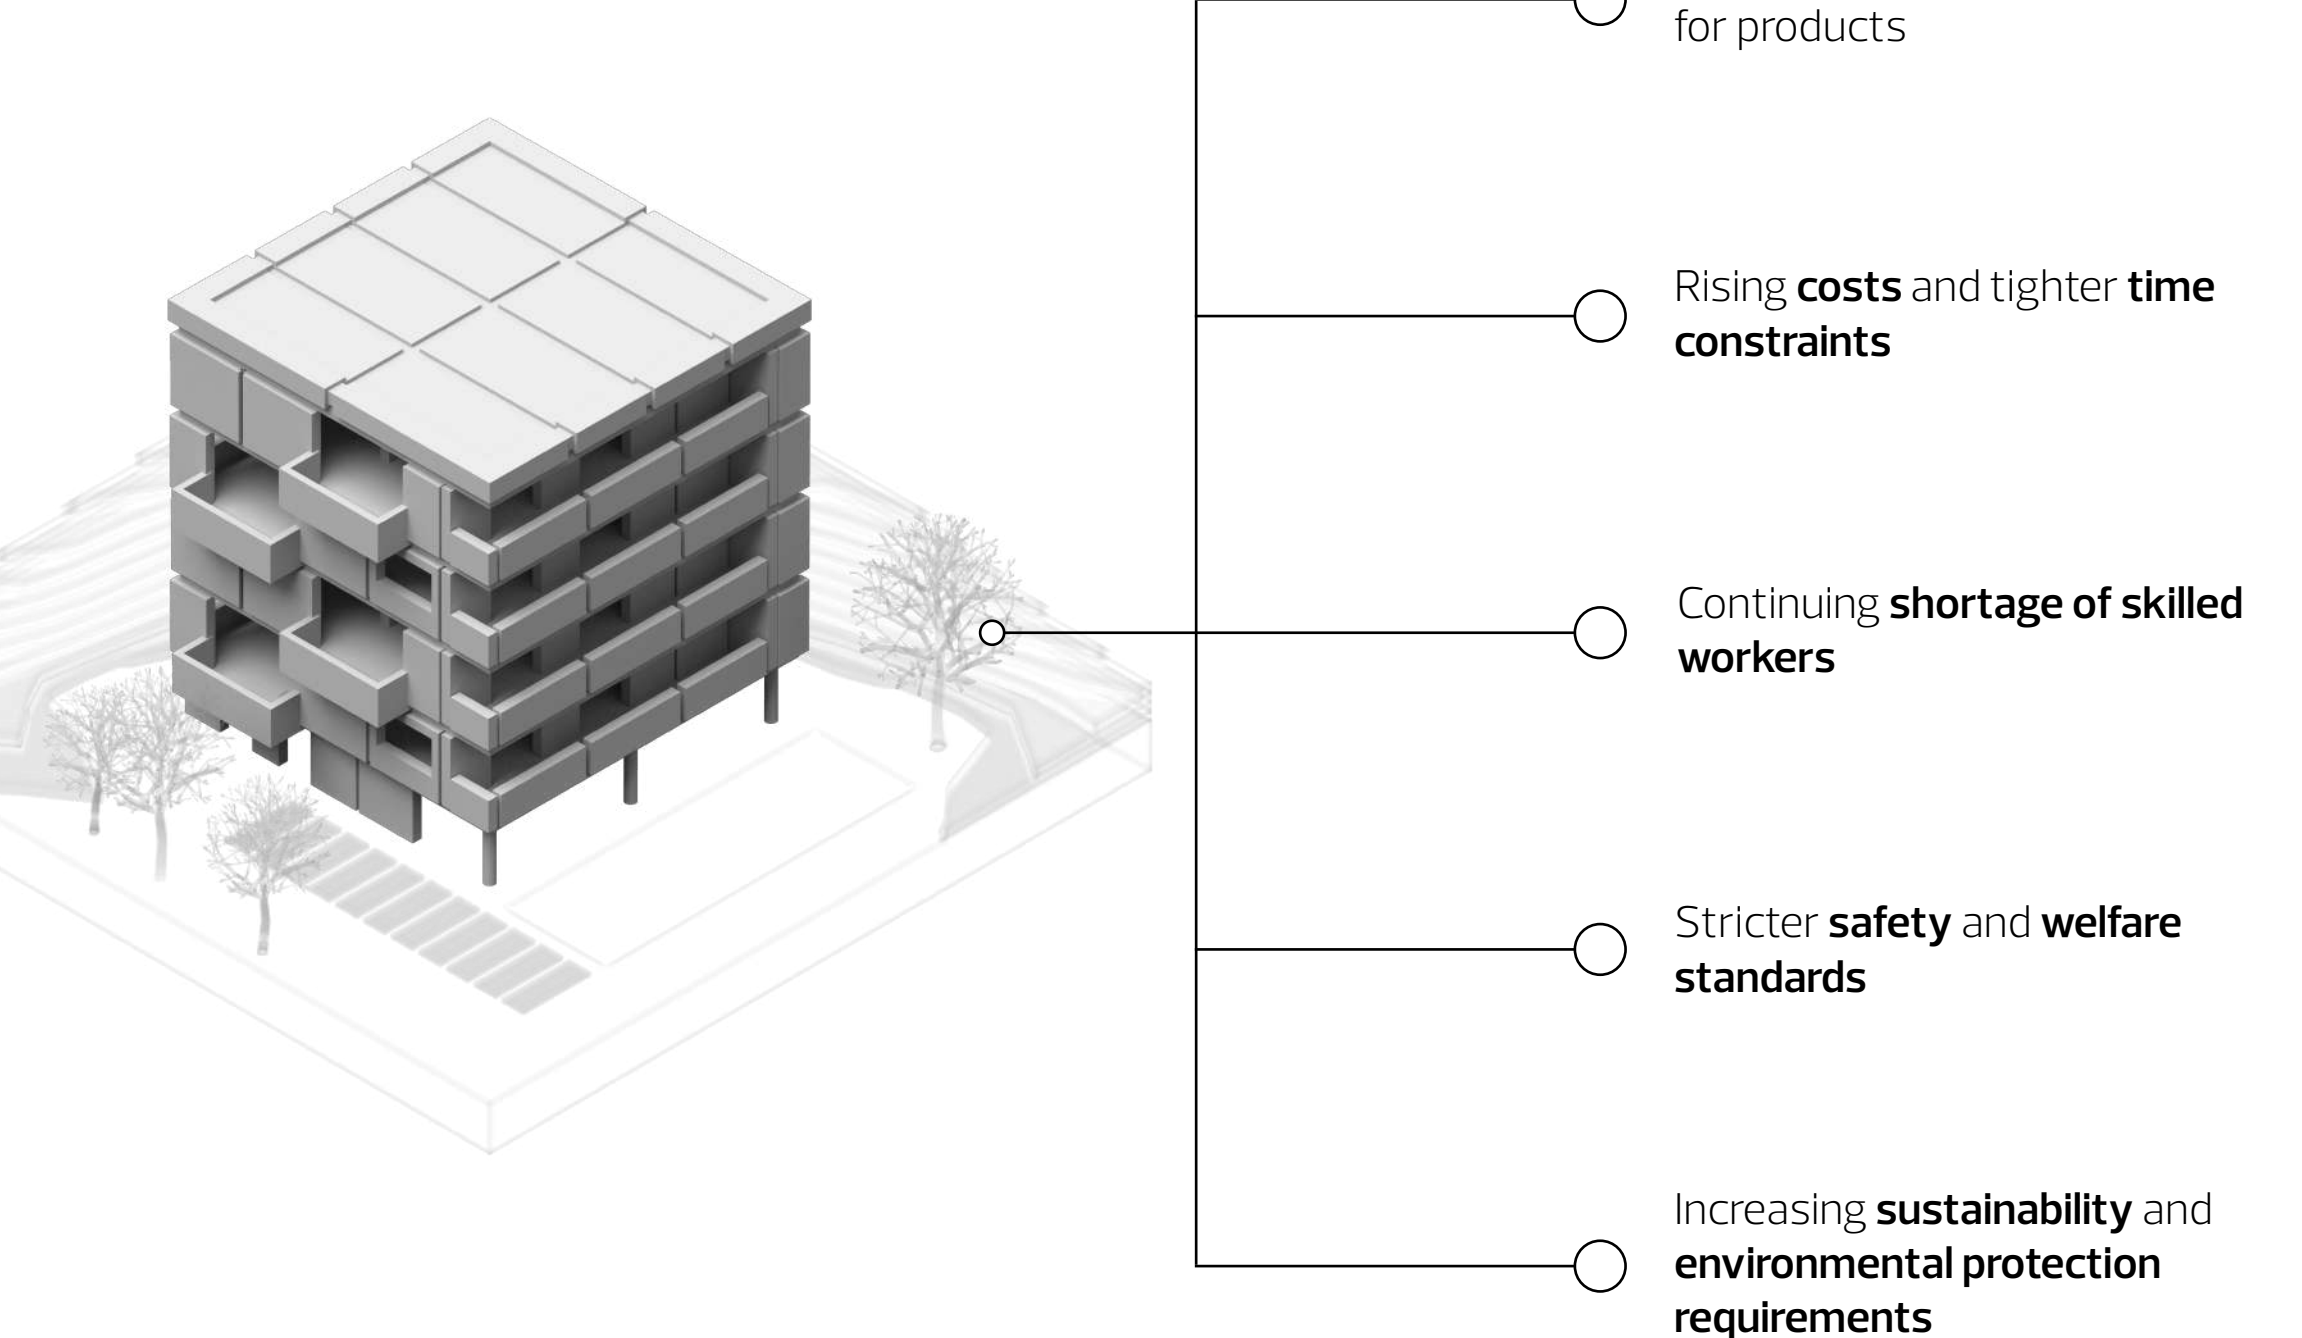 for products
Rising costs and tighter time
constraints
Continuing shortage of skilled
workers
Stricter safety and welfare
standards
Increasing sustainability and
environmental protection
requirements